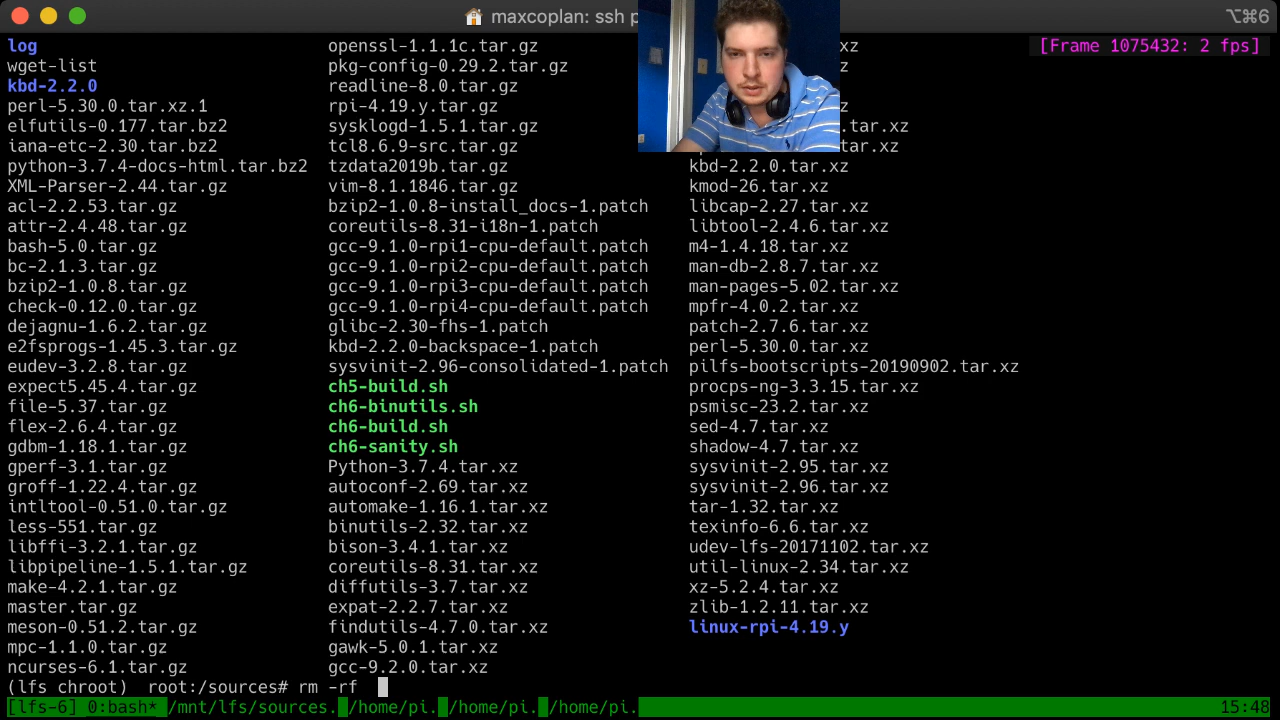 maxcoplan: ssh p
⌥⌘6
[Frame 1075432: 2 fps]
log openssl-1.1.1c.tar.gz xz
wget-list pkg-config-0.29.2.tar.gz z
kbd-2.2.0 readline-8.0.tar.gz z
perl-5.30.0.tar.xz.1 rpi-4.19.y.tar.gz
elfutils-0.177.tar.bz2 sysklogd-1.5.1.tar.gz tar.xz
iana-etc-2.30.tar.bz2 tcl8.6.9-src.tar.gz ta.xz
python-3.7.4-docs-html.tar.bz2 tzdata2019b.tar.gz kbd-2.2.0.tar.xz
XML-Parser-2.44.tar.gz vim-8.1.1846.tar.gz kmod-26.tar.xz
acl-2.2.53.tar.gz bzip2-1.0.8-install_docs-1.patch libcap-2.27.tar.xz
attr-2.4.48.tar.gz coreutils-8.31-i18n-1.patch libtool-2.4.6.tar.xz
bash-5.0.tar.gz gcc-9.1.0-rpi1-cpu-default.patch m4-1.4.18.tar.xz
bc-2.1.3.tar.gz gcc-9.1.0-rpi2-cpu-default.patch man-db-2.8.7.tar.xz
bzip2-1.0.8.tar.gz gcc-9.1.0-rpi3-cpu-default.patch man-pages-5.02.tar.xz
check-0.12.0.tar.gz gcc-9.1.0-rpi4-cpu-default.patch mpfr-4.0.2.tar.xz
dejagnu-1.6.2.tar.gz glibc-2.30-fhs-1.patch patch-2.7.6.tar.xz
e2fsprogs-1.45.3.tar.gz kbd-2.2.0-backspace-1.patch perl-5.30.0.tar.xz
eudev-3.2.8.tar.gz sysvinit-2.96-consolidated-1.patch pilfs-bootscripts-20190902.tar.xz
expect5.45.4.tar.gz ch5-build.sh procps-ng-3.3.15.tar.xz
file-5.37.tar.gz ch6-binutils.sh psmisc-23.2.tar.xz
flex-2.6.4.tar.gz ch6-build.sh sed-4.7.tar.xz
gdbm-1.18.1.tar.gz ch6-sanity.sh shadow-4.7.tar.xz
gperf-3.1.tar.gz Python-3.7.4.tar.xz sysvinit-2.95.tar.xz
groff-1.22.4.tar.gz autoconf-2.69.tar.xz sysvinit-2.96.tar.xz
intltool-0.51.0.tar.gz automake-1.16.1.tar.xz tar-1.32.tar.xz
less-551.tar.gz binutils-2.32.tar.xz texinfo-6.6.tar.xz
libffi-3.2.1.tar.gz bison-3.4.1.tar.xz udev-lfs-20171102.tar.xz
libpipeline-1.5.1.tar.gz coreutils-8.31.tar.xz util-linux-2.34.tar.xz
make-4.2.1.tar.gz diffutils-3.7.tar.xz xz-5.2.4.tar.xz
master.tar.gz expat-2.2.7.tar.xz zlib-1.2.11.tar.xz
meson-0.51.2.tar.gz findutils-4.7.0.tar.xz linux-rpi-4.19.y
mpc-1.1.0.tar.gz gawk-5.0.1.tar.xz
ncurses-6.1.tar.gz gcc-9.2.0.tar.xz
(lfs chroot) root:/sources# rm -rf
[lfs-6] 0:bash* /mnt/lfs/sources. /home/pi. /home/pi. /home/pi. 15:48